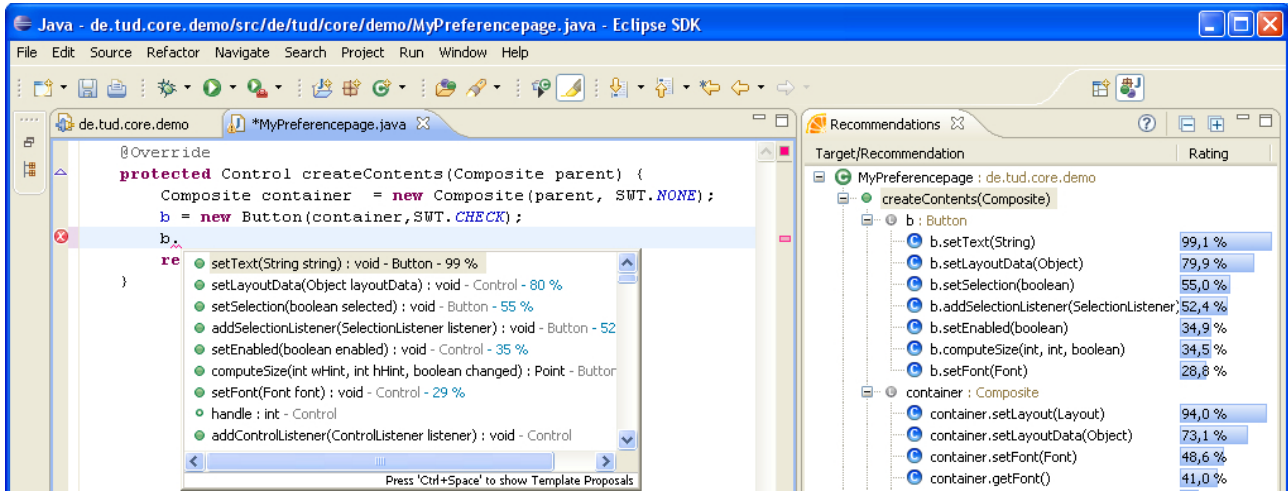 Java - de.tud.core.demo/src/de/tud/core/demo/MyPreferencepage.java - Eclipse SDK
File Edit Source Refactor Navigate Search Project Run Window Help
de.tud.core.demo
*MyPreferencepage.java
@Override
protected Control createContents(Composite parent) {
Composite container = new Composite(parent, SWT.NONE);
b = new Button(container,SWT.CHECK);
b.
re
}
setText(String string) : void - Button - 99 %
setLayoutData(Object layoutData) : void - Control - 80 %
setSelection(boolean selected) : void - Button - 55 %
addSelectionListener(SelectionListener listener) : void - Button - 52
setEnabled(boolean enabled) : void - Control - 35 %
computeSize(int wHint, int hHint, boolean changed) : Point - Button
setFont(Font font) : void - Control - 29 %
handle : int - Control
addControlListener(ControlListener listener) : void - Control
Press 'Ctrl+Space' to show Template Proposals
Recommendations
Target/Recommendation Rating
MyPreferencepage : de.tud.core.demo
createContents(Composite)
b : Button
b.setText(String) 99,1 %
b.setLayoutData(Object) 79,9 %
b.setSelection(boolean) 55,0 %
b.addSelectionListener(SelectionListener) 52,4 %
b.setEnabled(boolean) 34,9 %
b.computeSize(int, int, boolean) 34,5 %
b.setFont(Font) 28,8 %
container : Composite
container.setLayout(Layout) 94,0 %
container.setLayoutData(Object) 73,1 %
container.setFont(Font) 48,6 %
container.getFont() 41,0 %